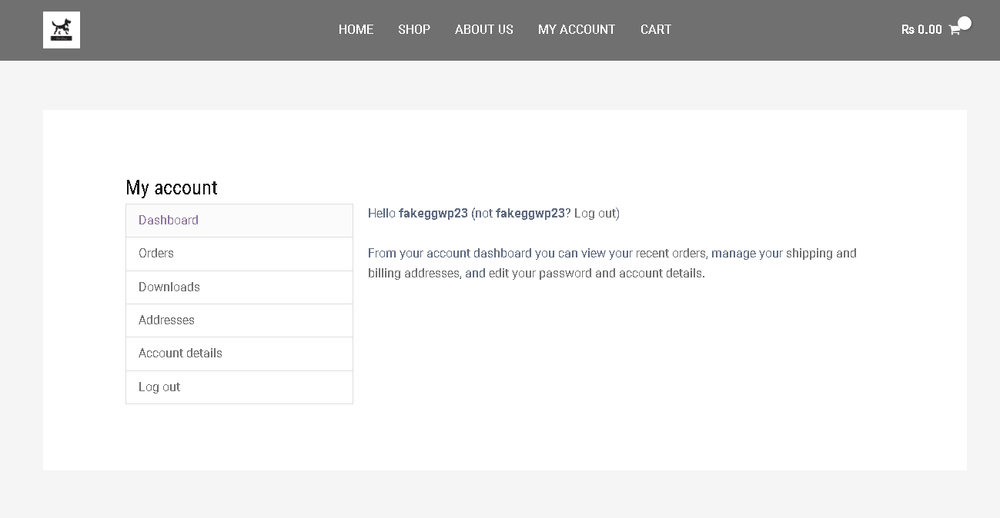 HOME SHOP ABOUT US MY ACCOUNT CART ₨ 0.00
My account
Dashboard
Orders
Downloads
Addresses
Account details
Log out
Hello fakeggwp23 (not fakeggwp23? Log out)
From your account dashboard you can view your recent orders, manage your shipping and
billing addresses, and edit your password and account details.